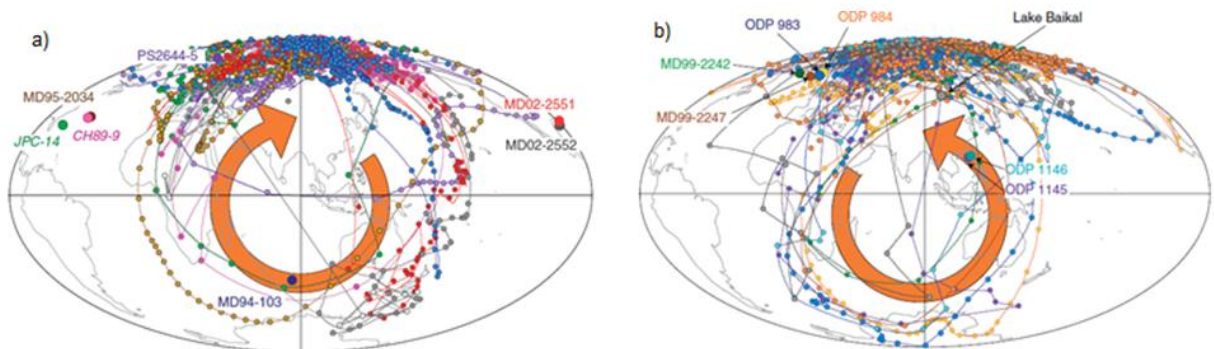 a)
PS2644-5
MD95-2034
JPC-14
CH89-9
MD02-2551
MD02-2552
MD94-103
b)
ODP 983
ODP 984
Lake Baikal
MD99-2242
MD99-2247
ODP 1146
ODP 1145